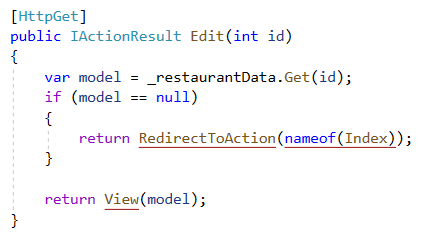 [HttpGet]
public IActionResult Edit(int id)
{
    var model = _restaurantData.Get(id);
    if (model == null)
    {
        return RedirectToAction(nameof(Index));
    }

    return View(model);
}